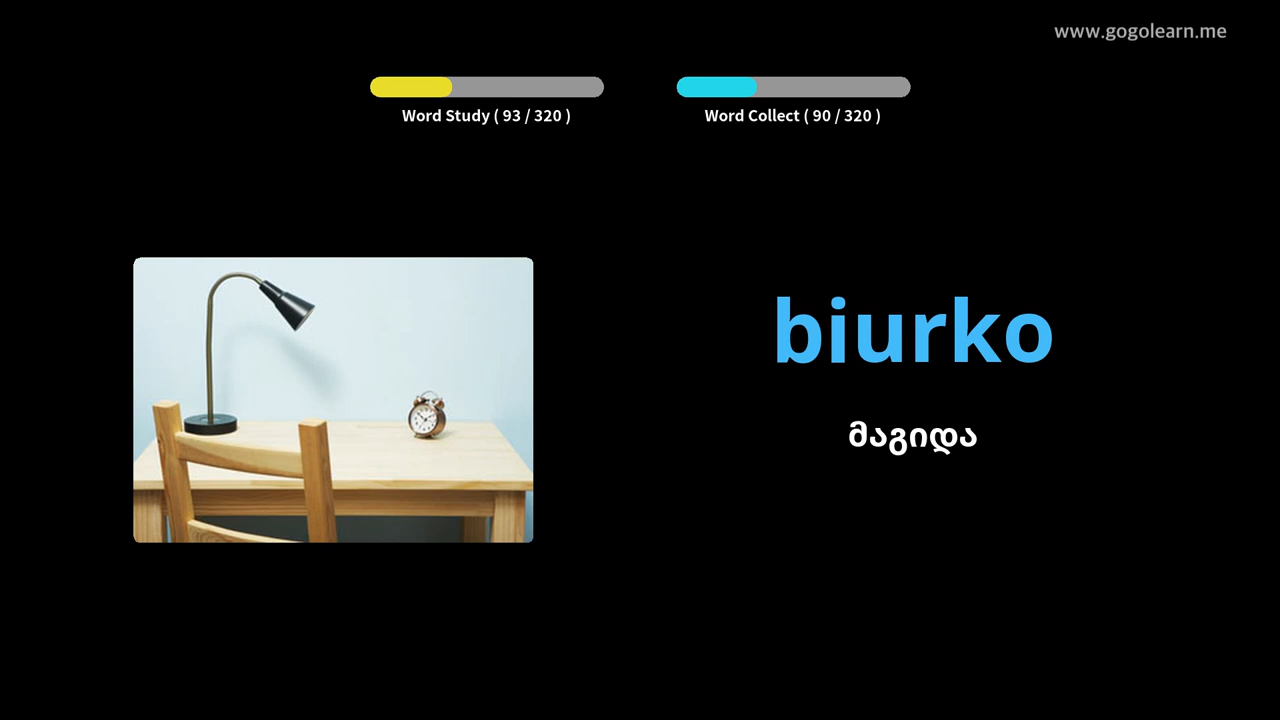 www.gogolearn.me
Word Study ( 93 / 320 )
Word Collect ( 90 / 320 )
biurko
მაგიდა